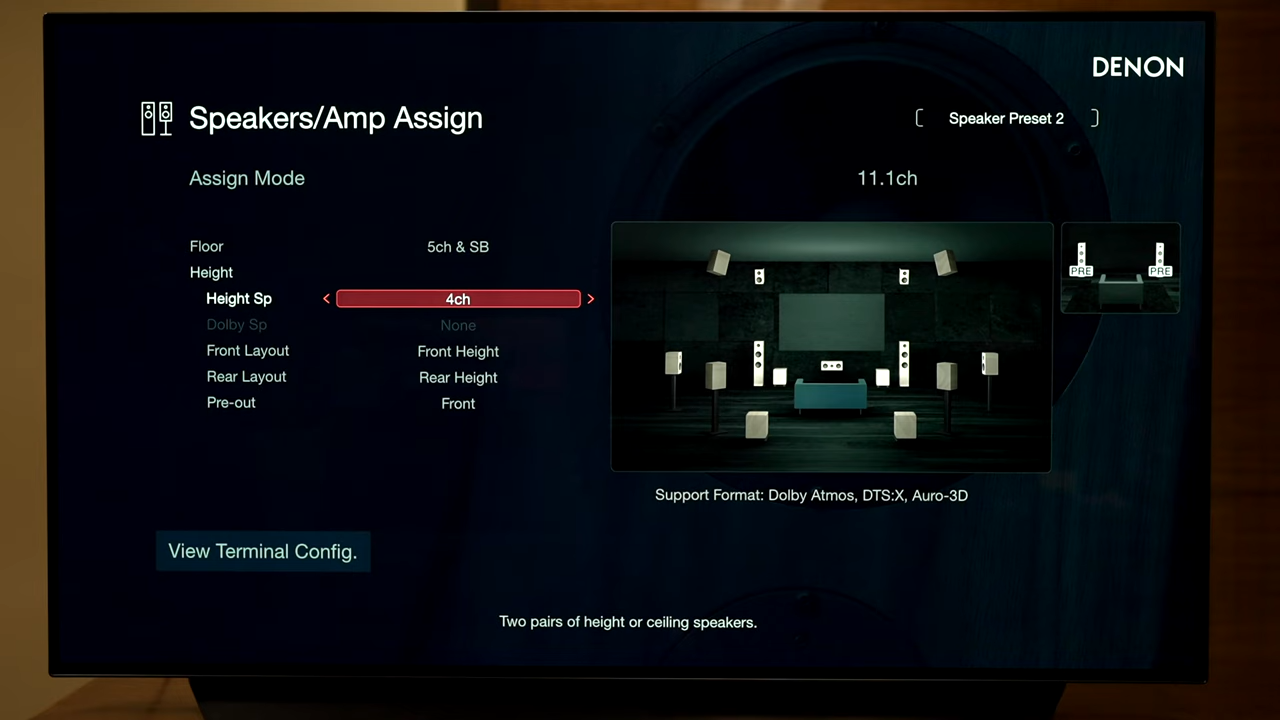 DENON
Speakers/Amp Assign
Speaker Preset 2
Assign Mode 11.1ch
Floor 5ch & SB
Height
Height Sp < 4ch >
Dolby Sp None
Front Layout Front Height
Rear Layout Rear Height
Pre-out Front
PRE PRE
Support Format: Dolby Atmos, DTS:X, Auro-3D
View Terminal Config.
Two pairs of height or ceiling speakers.